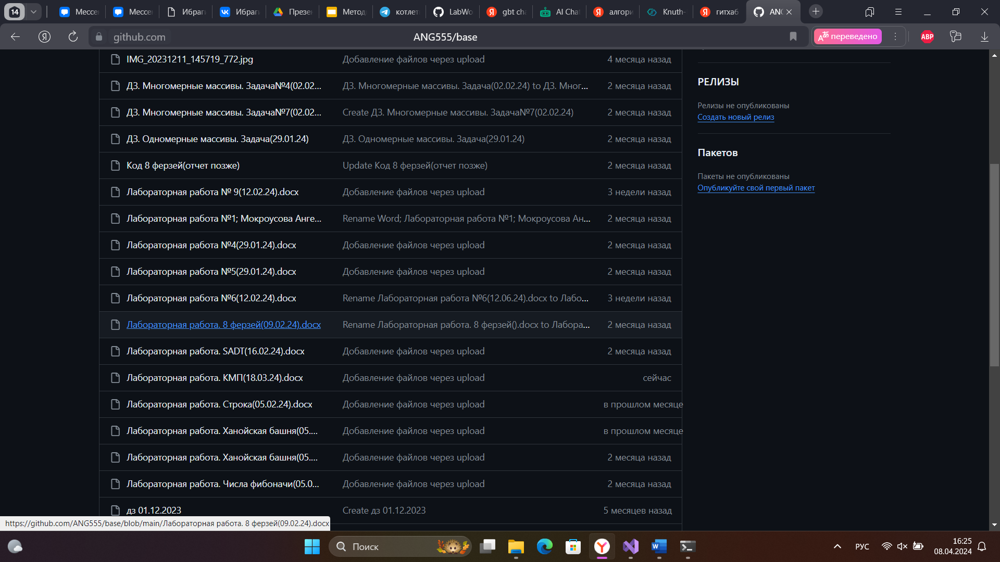 14
Мессе
Мессе
Ибраг
Ибраг
Презе
Метод
котлет
LabWo
gbt cha
AI Chat
алгори
Knuth-
гитхаб
ANG
github.com
ANG555/base
переведено
ABP
IMG_20231211_145719_772.jpg Добавление файлов через upload 4 месяца назад
ДЗ. Многомерные массивы. Задача№4(02.02... ДЗ. Многомерные массивы. Задача(02.02.24) to ДЗ. Мног... 2 месяца назад
ДЗ. Многомерные массивы. Задача№7(02.02... Create ДЗ. Многомерные массивы. Задача№7(02.02.24) 2 месяца назад
ДЗ. Одномерные массивы. Задача(29.01.24) ДЗ. Одномерные массивы. Задача(29.01.24) 2 месяца назад
Код 8 ферзей(отчет позже) Update Код 8 ферзей(отчет позже) 2 месяца назад
Лабораторная работа № 9(12.02.24).docx Добавление файлов через upload 3 недели назад
Лабораторная работа №1; Мокроусова Анге... Rename Word; Лабораторная работа №1; Мокроусова Ан... 2 месяца назад
Лабораторная работа №4(29.01.24).docx Добавление файлов через upload 2 месяца назад
Лабораторная работа №5(29.01.24).docx Добавление файлов через upload 2 месяца назад
Лабораторная работа №6(12.02.24).docx Rename Лабораторная работа №6(12.06.24).docx to Лабо... 3 недели назад
Лабораторная работа. 8 ферзей(09.02.24).docx Rename Лабораторная работа. 8 ферзей().docx to Лабора... 2 месяца назад
Лабораторная работа. SADT(16.02.24).docx Добавление файлов через upload 2 месяца назад
Лабораторная работа. КМП(18.03.24).docx Добавление файлов через upload сейчас
Лабораторная работа. Строка(05.02.24).docx Добавление файлов через upload в прошлом месяце
Лабораторная работа. Ханойская башня(05.... Добавление файлов через upload в прошлом месяце
Лабораторная работа. Ханойская башня(05.... Добавление файлов через upload 2 месяца назад
Лабораторная работа. Числа фибоначи(05.0... Добавление файлов через upload 2 месяца назад
дз 01.12.2023 Create дз 01.12.2023 5 месяцев назад
РЕЛИЗЫ
Релизы не опубликованы
Создать новый релиз
Пакетов
Пакеты не опубликованы
Опубликуйте свой первый пакет
https://github.com/ANG555/base/blob/main/Лабораторная работа. 8 ферзей(09.02.24).docx
Поиск
РУС
16:25
08.04.2024